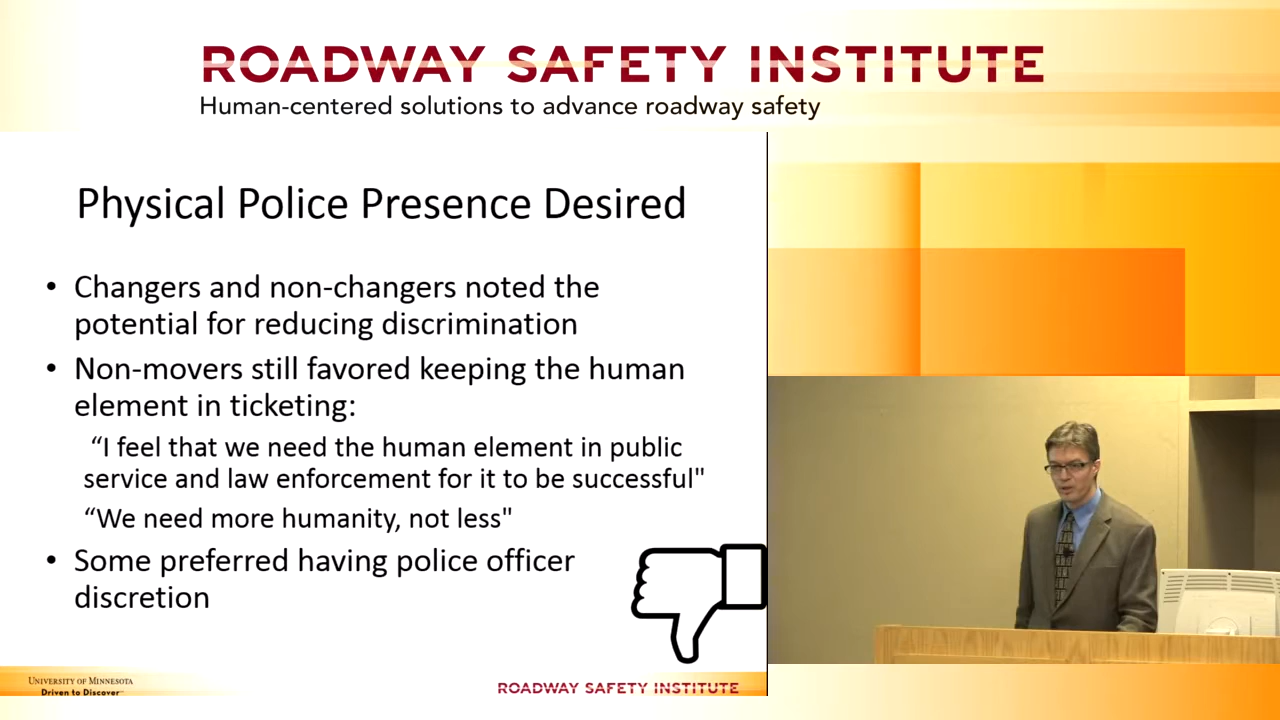 ROADWAY SAFETY INSTITUTE
Human-centered solutions to advance roadway safety
Physical Police Presence Desired
• Changers and non-changers noted the
potential for reducing discrimination
• Non-movers still favored keeping the human
element in ticketing:
“I feel that we need the human element in public
service and law enforcement for it to be successful"
“We need more humanity, not less"
• Some preferred having police officer
discretion
UNIVERSITY OF MINNESOTA
Driven to Discover
ROADWAY SAFETY INSTITUTE